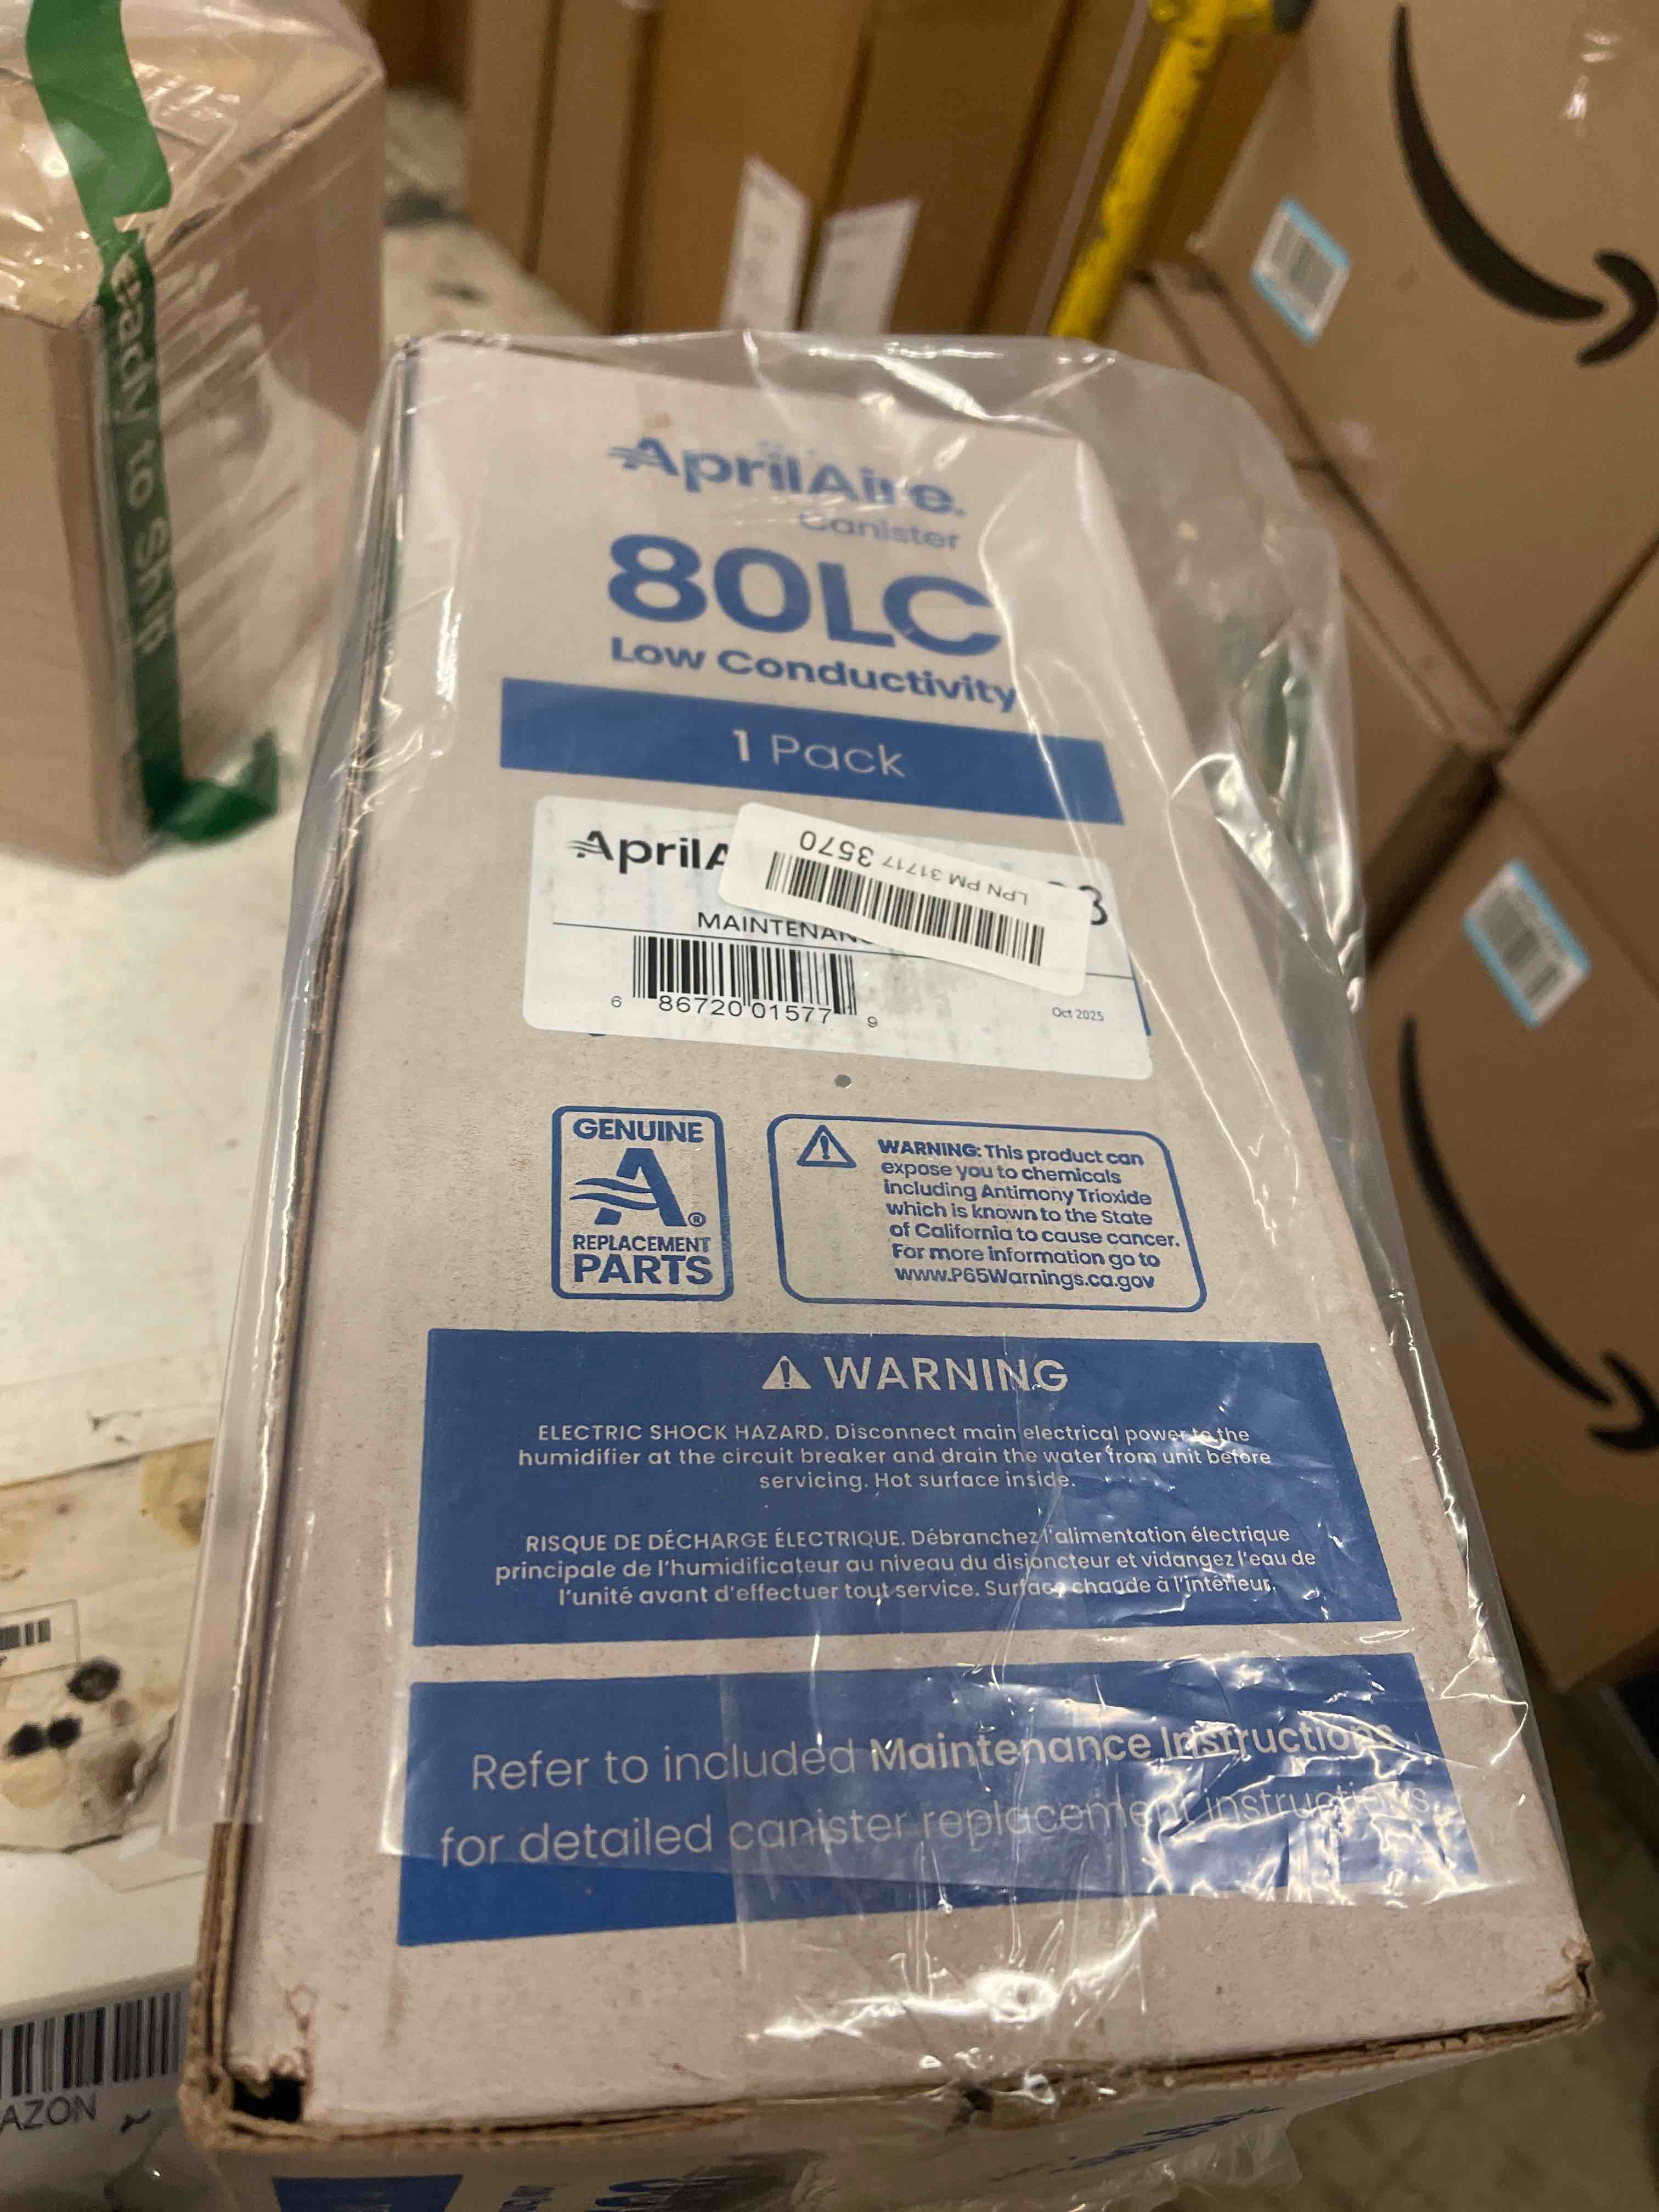 Ready to Ship
AprilAire
Canister
80LC
Low Conductivity
1 Pack
LPN PM 31717 3570
AprilA
MAINTENAN
6 86720 01577 9
Oct 2025
GENUINE
A®
REPLACEMENT
PARTS
WARNING: This product can
expose you to chemicals
including Antimony Trioxide
which is known to the State
of California to cause cancer.
For more information go to
www.P65Warnings.ca.gov
WARNING
ELECTRIC SHOCK HAZARD. Disconnect main electrical power to the
humidifier at the circuit breaker and drain the water from unit before
servicing. Hot surface inside.
RISQUE DE DÉCHARGE ÉLECTRIQUE. Débranchez l'alimentation électrique
principale de l'humidificateur au niveau du disjoncteur et vidangez l'eau de
l'unité avant d'effectuer tout service. Surface chaude à l'intérieur.
Refer to included Maintenance Instructions
for detailed canister replacement instructions.
AZON